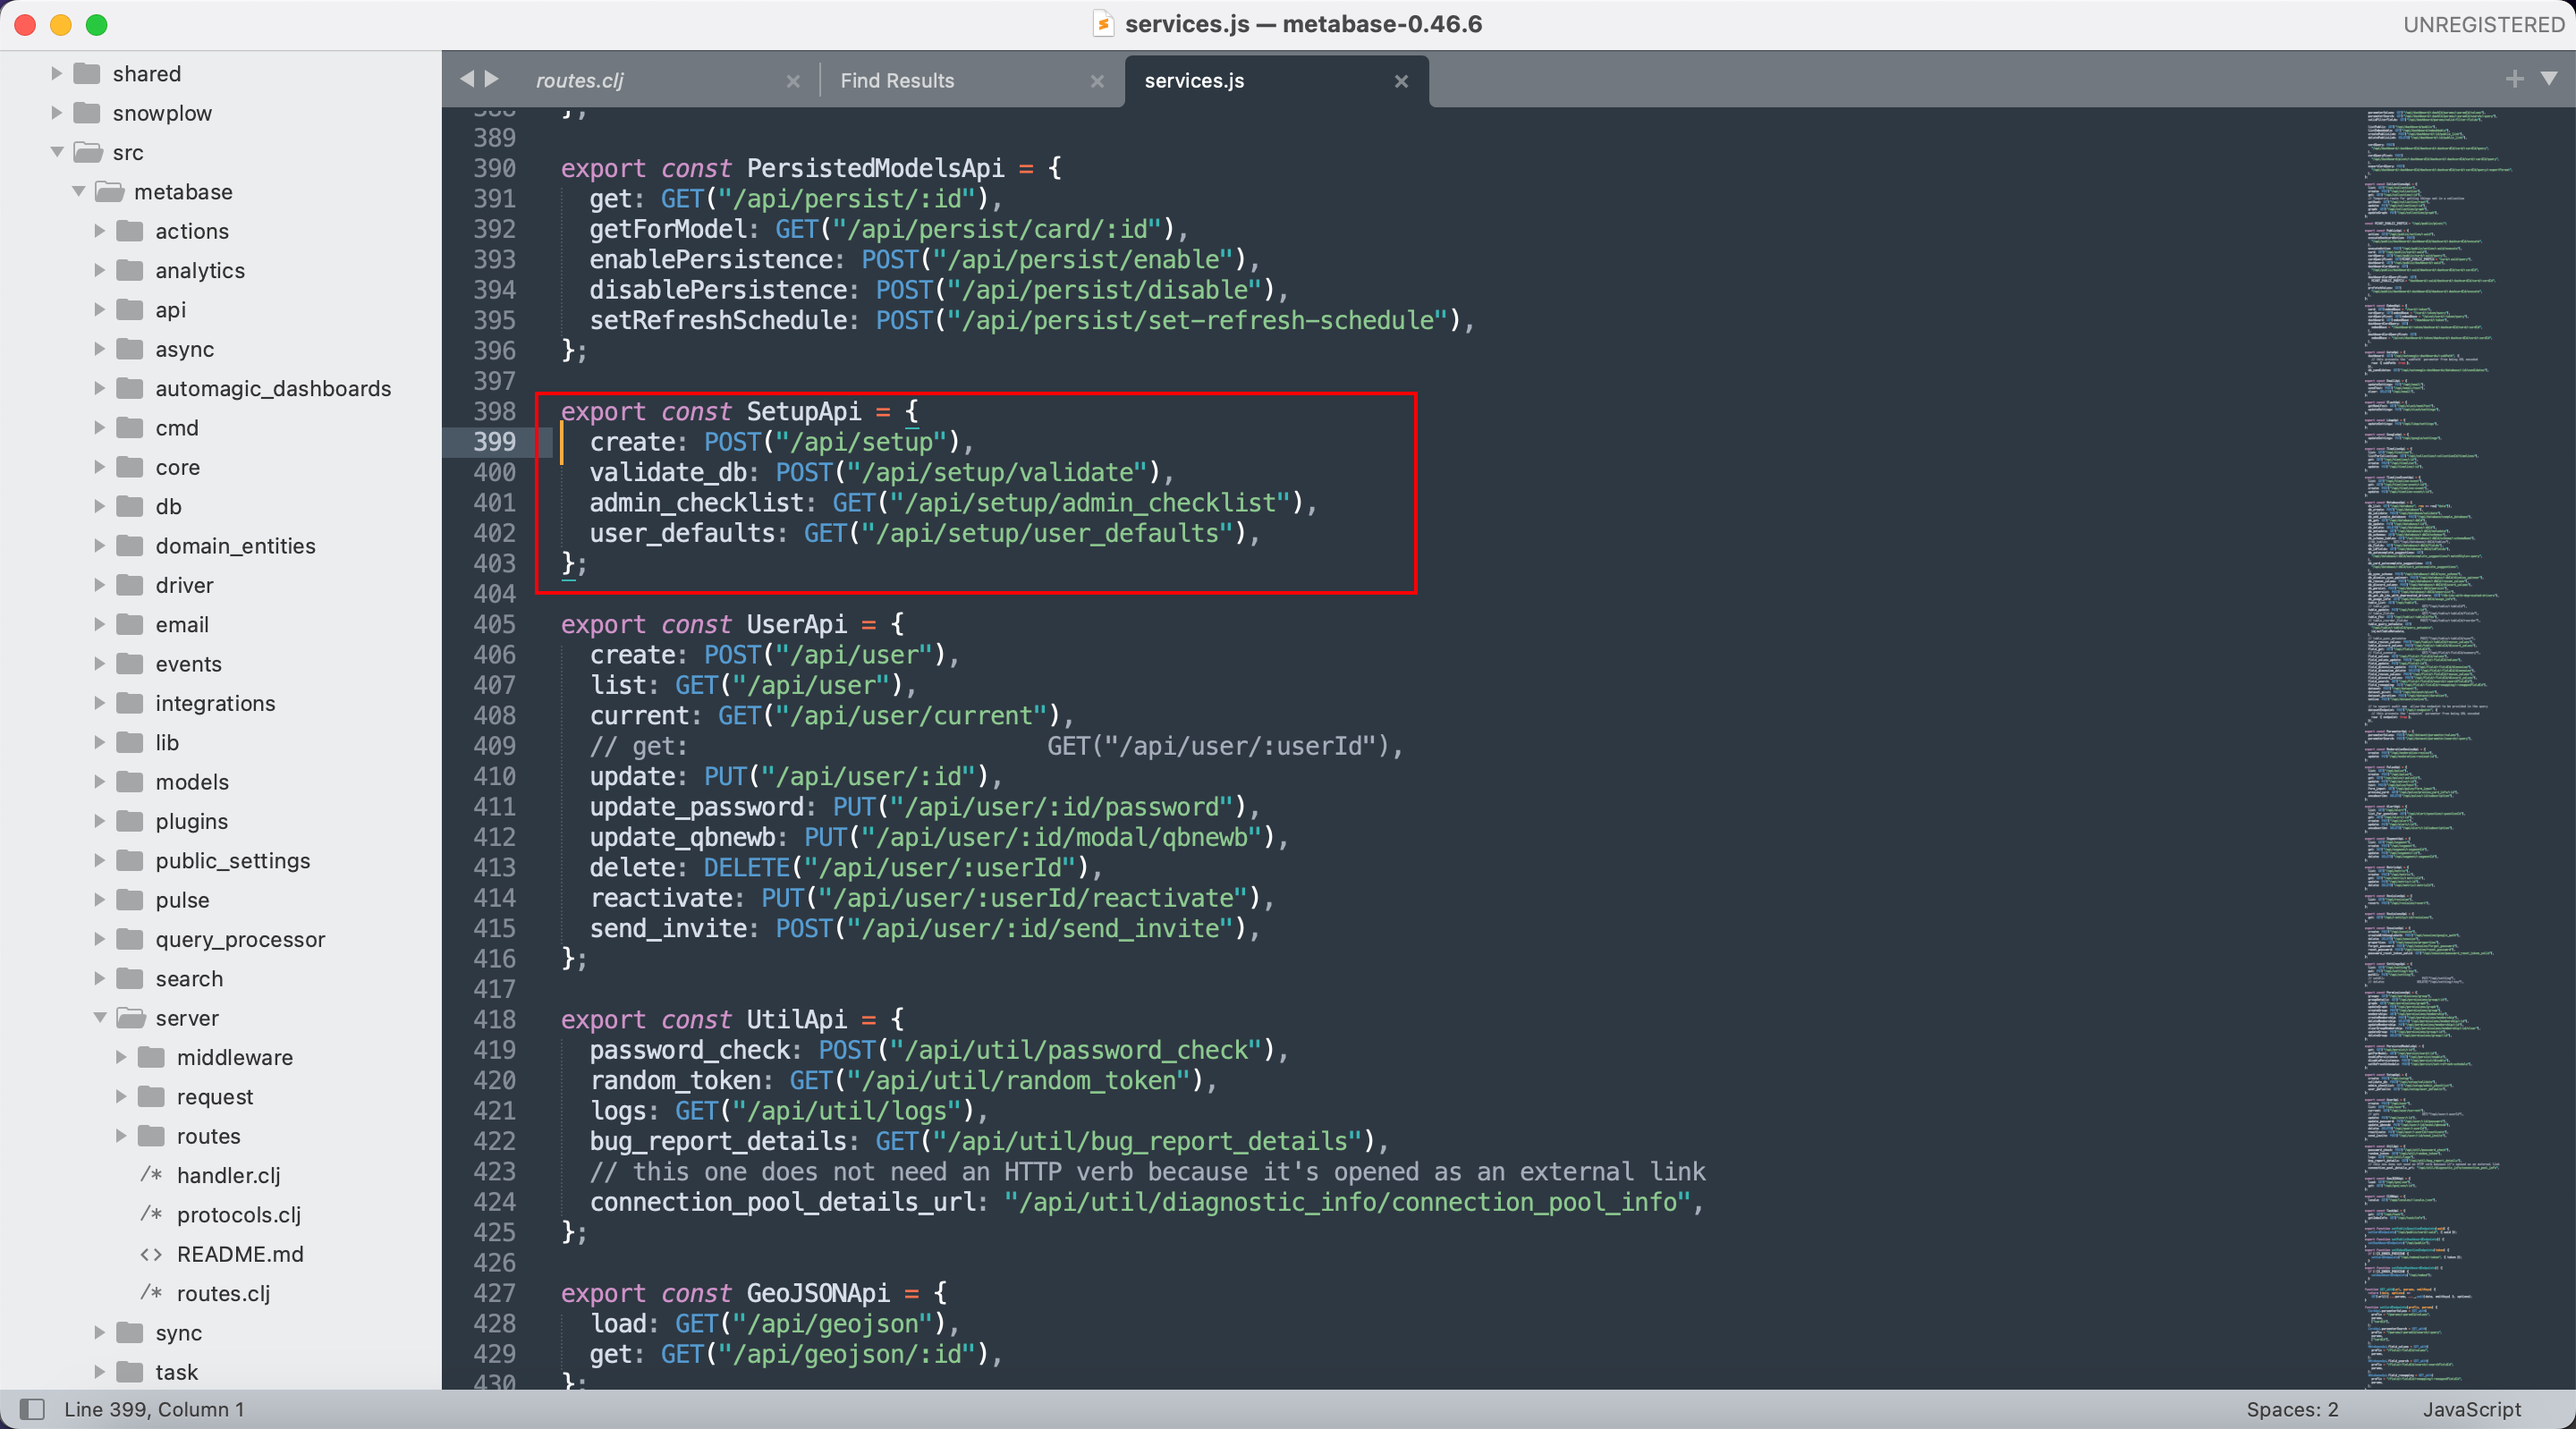 services.js — metabase-0.46.6
UNREGISTERED
shared
snowplow
src
metabase
actions
analytics
api
async
automagic_dashboards
cmd
core
db
domain_entities
driver
email
events
integrations
lib
models
plugins
public_settings
pulse
query_processor
search
server
middleware
request
routes
/* handler.clj
/* protocols.clj
<> README.md
/* routes.clj
sync
task
routes.clj ×
Find Results ×
services.js ×
388 };
389
390 export const PersistedModelsApi = {
391 get: GET("/api/persist/:id"),
392 getForModel: GET("/api/persist/card/:id"),
393 enablePersistence: POST("/api/persist/enable"),
394 disablePersistence: POST("/api/persist/disable"),
395 setRefreshSchedule: POST("/api/persist/set-refresh-schedule"),
396 };
397
398 export const SetupApi = {
399 create: POST("/api/setup"),
400 validate_db: POST("/api/setup/validate"),
401 admin_checklist: GET("/api/setup/admin_checklist"),
402 user_defaults: GET("/api/setup/user_defaults"),
403 };
404
405 export const UserApi = {
406 create: POST("/api/user"),
407 list: GET("/api/user"),
408 current: GET("/api/user/current"),
409 // get:                         GET("/api/user/:userId"),
410 update: PUT("/api/user/:id"),
411 update_password: PUT("/api/user/:id/password"),
412 update_qbnewb: PUT("/api/user/:id/modal/qbnewb"),
413 delete: DELETE("/api/user/:userId"),
414 reactivate: PUT("/api/user/:userId/reactivate"),
415 send_invite: POST("/api/user/:id/send_invite"),
416 };
417
418 export const UtilApi = {
419 password_check: POST("/api/util/password_check"),
420 random_token: GET("/api/util/random_token"),
421 logs: GET("/api/util/logs"),
422 bug_report_details: GET("/api/util/bug_report_details"),
423 // this one does not need an HTTP verb because it's opened as an external link
424 connection_pool_details_url: "/api/util/diagnostic_info/connection_pool_info",
425 };
426
427 export const GeoJSONApi = {
428 load: GET("/api/geojson"),
429 get: GET("/api/geojson/:id"),
430 };
Line 399, Column 1
Spaces: 2
JavaScript